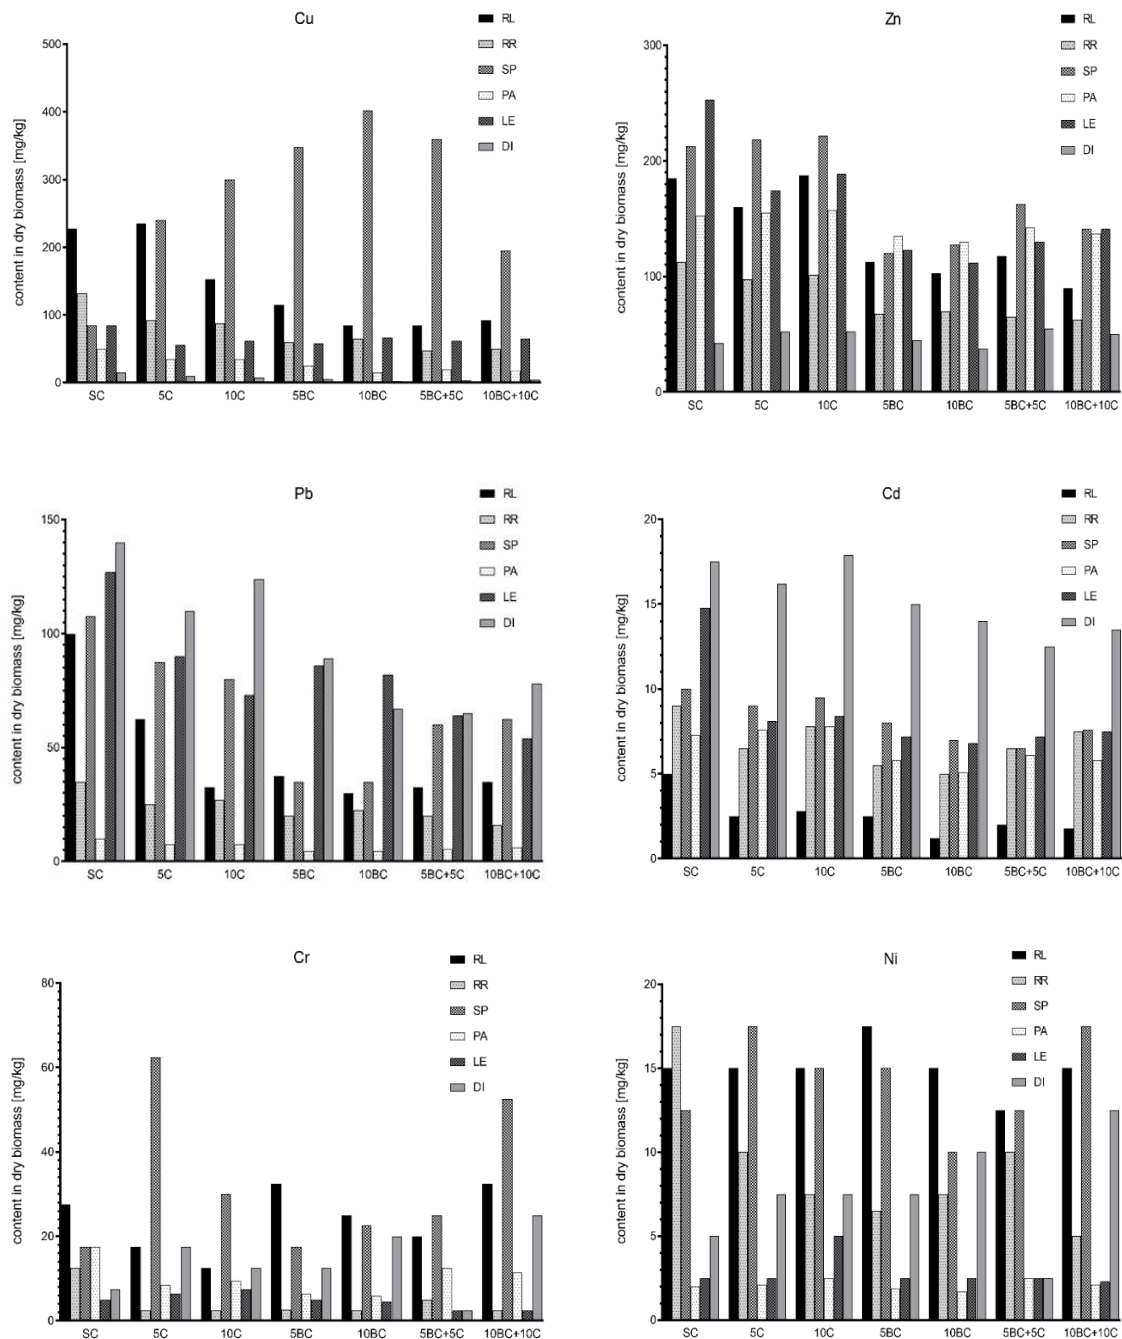 Cu
RL
RR
SP
PA
LE
DI
content in dry biomass [mg/kg]
500
400
300
200
100
0
SC 5C 10C 5BC 10BC 5BC+5C 10BC+10C
Zn
RL
RR
SP
PA
LE
DI
content in dry biomass [mg/kg]
300
200
100
0
SC 5C 10C 5BC 10BC 5BC+5C 10BC+10C
Pb
RL
RR
SP
PA
LE
DI
content in dry biomass [mg/kg]
150
100
50
0
SC 5C 10C 5BC 10BC 5BC+5C 10BC+10C
Cd
RL
RR
SP
PA
LE
DI
content in dry biomass [mg/kg]
20
15
10
5
0
SC 5C 10C 5BC 10BC 5BC+5C 10BC+10C
Cr
RL
RR
SP
PA
LE
DI
content in dry biomass [mg/kg]
80
60
40
20
0
SC 5C 10C 5BC 10BC 5BC+5C 10BC+10C
Ni
RL
RR
SP
PA
LE
DI
content in dry biomass [mg/kg]
20
15
10
5
0
SC 5C 10C 5BC 10BC 5BC+5C 10BC+10C